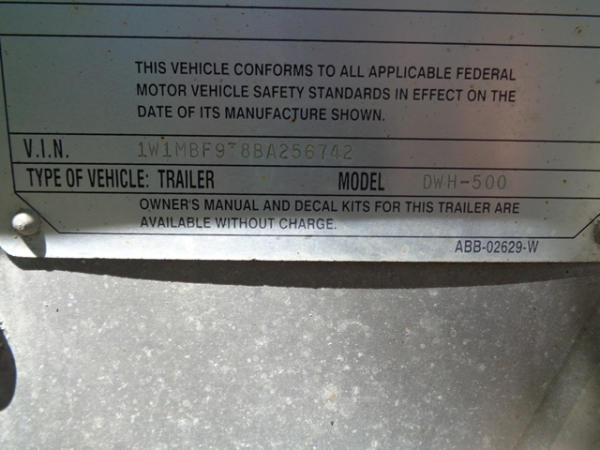 THIS VEHICLE CONFORMS TO ALL APPLICABLE FEDERAL
MOTOR VEHICLE SAFETY STANDARDS IN EFFECT ON THE
DATE OF ITS MANUFACTURE SHOWN.
V.I.N.
TYPE OF VEHICLE: TRAILER MODEL DWH-500
OWNER'S MANUAL AND DECAL KITS FOR THIS TRAILER ARE
AVAILABLE WITHOUT CHARGE.
ABB-02629-W